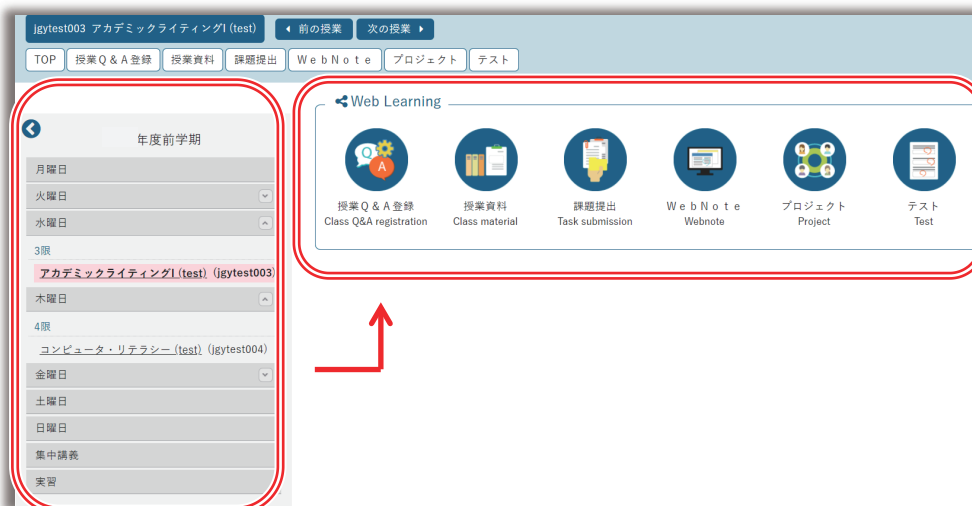 jgytest003 アカデミックライティングI (test) 前の授業 次の授業
TOP 授業Q&A登録 授業資料 課題提出 WebNote プロジェクト テスト
年度前学期
月曜日
火曜日
水曜日
3限
アカデミックライティングI (test) (jgytest003)
木曜日
4限
コンピュータ・リテラシー (test) (jgytest004)
金曜日
土曜日
日曜日
集中講義
実習
Web Learning
Q A
授業Q&A登録 授業資料 課題提出 WebNote プロジェクト テスト
Class Q&A registration Class material Task submission Webnote Project Test